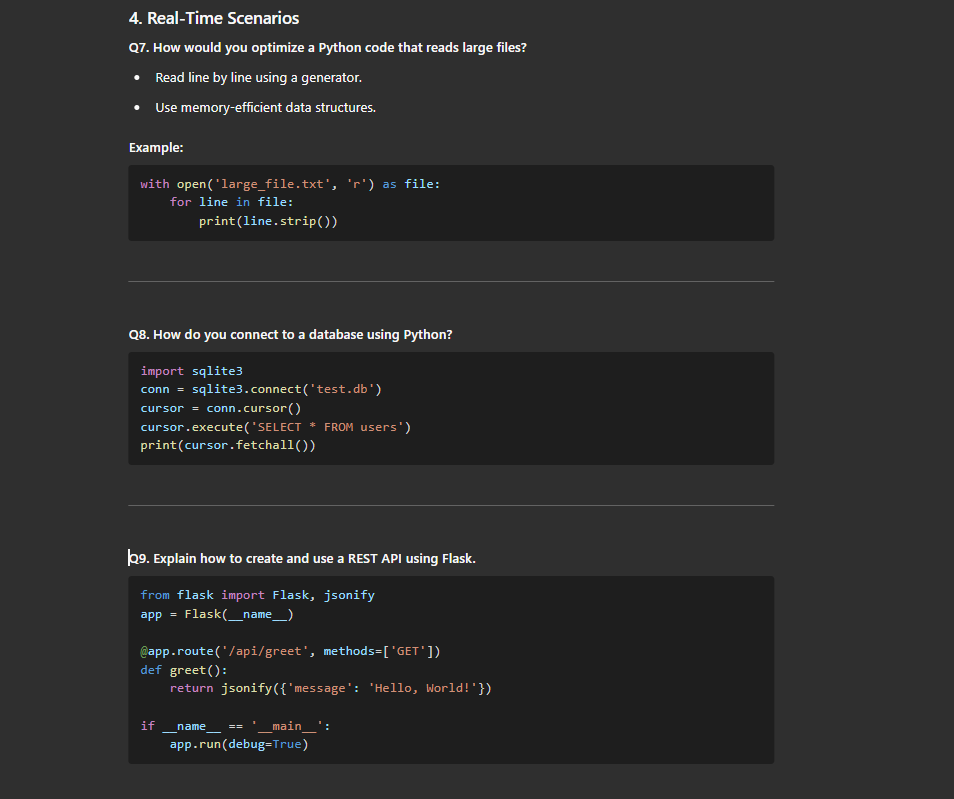 4. Real-Time Scenarios
Q7. How would you optimize a Python code that reads large files?
• Read line by line using a generator.
• Use memory-efficient data structures.
Example:
with open('large_file.txt', 'r') as file:
    for line in file:
        print(line.strip())
Q8. How do you connect to a database using Python?
import sqlite3
conn = sqlite3.connect('test.db')
cursor = conn.cursor()
cursor.execute('SELECT * FROM users')
print(cursor.fetchall())
Q9. Explain how to create and use a REST API using Flask.
from flask import Flask, jsonify
app = Flask(__name__)
@app.route('/api/greet', methods=['GET'])
def greet():
    return jsonify({'message': 'Hello, World!'})
if __name__ == '__main__':
    app.run(debug=True)